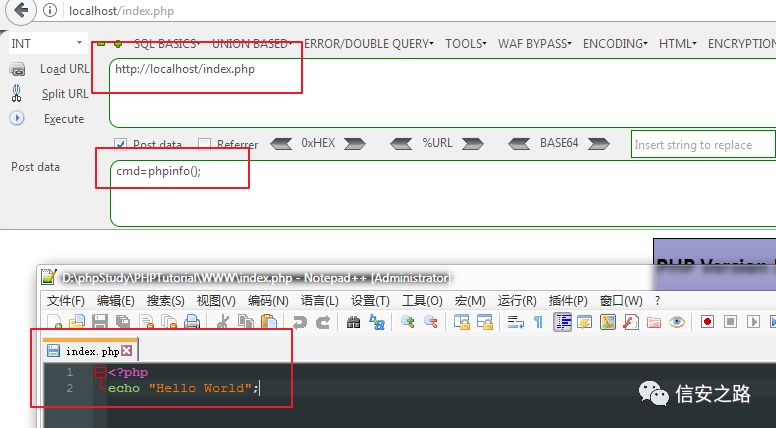 localhost/index.php
INT SQL BASICS UNION BASED ERROR/DOUBLE QUERY TOOLS WAF BYPASS ENCODING HTML ENCRYPTION
Load URL
http://localhost/index.php
Split URL
Execute
Post data Referrer 0xHEX %URL BASE64 Insert string to replace
Post data
cmd=phpinfo();
PHP Version
D:\phpStudy\PHPTutorial\WWW\index.php - Notepad++ [Administrator]
文件(F) 编辑(E) 搜索(S) 视图(V) 编码(N) 语言(L) 设置(T) 工具(O) 宏(M) 运行(R) 插件(P) 窗口(W) ?
index.php
1 <?php
2 echo "Hello World";
信安之路